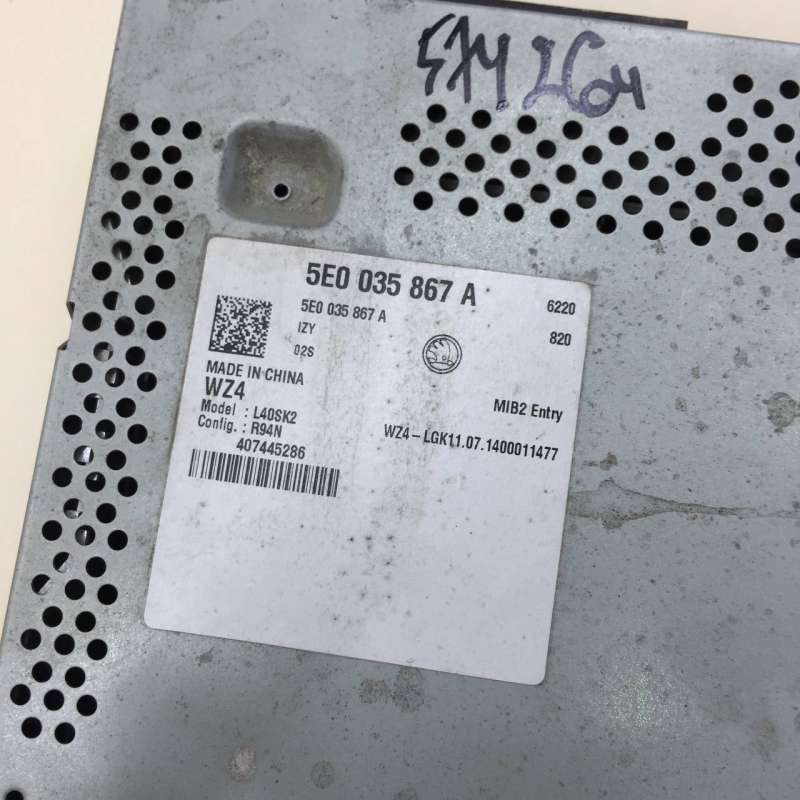 5742604
5E0 035 867 A
5E0 035 867 A
6220
IZY
820
02S
MADE IN CHINA
WZ4
MIB2 Entry
Model : L40SK2
Config. : R94N
WZ4-LGK11.07.1400011477
407445286